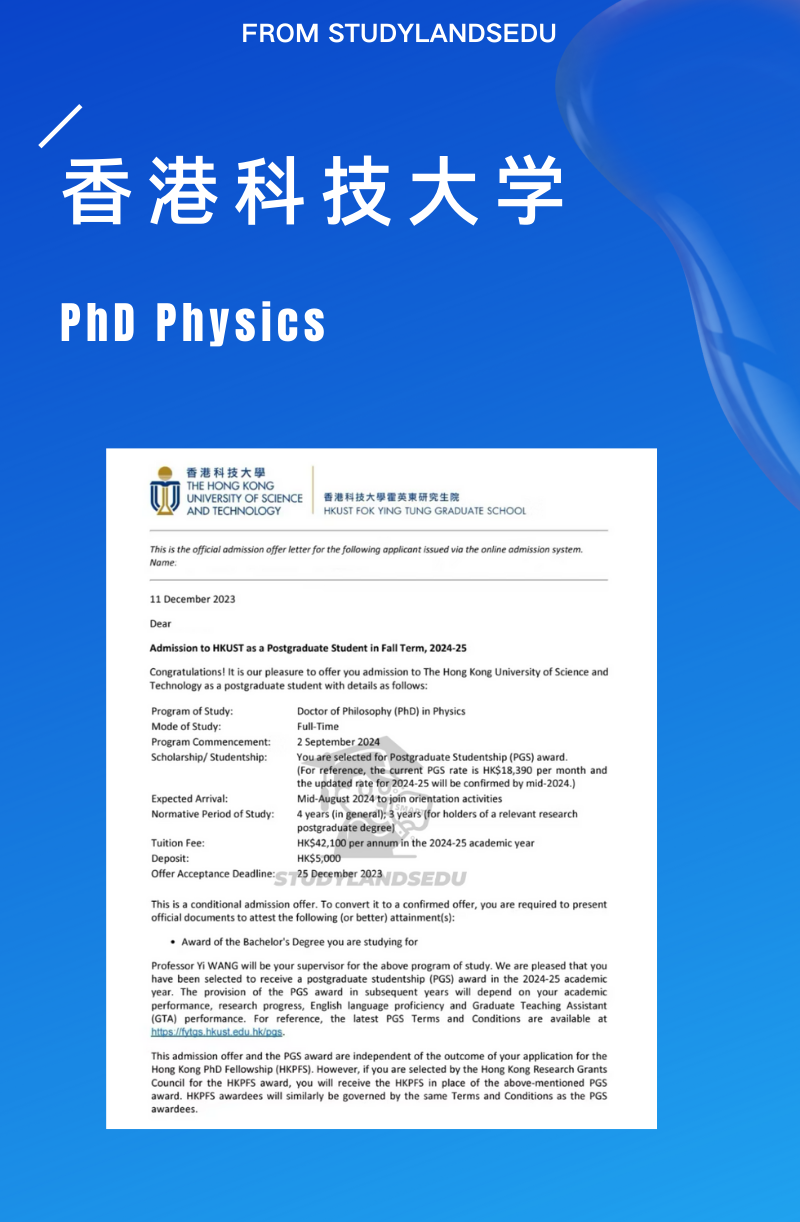 FROM STUDYLANDSEDU
香港科技大学
PhD Physics
香港科技大學
THE HONG KONG
UNIVERSITY OF SCIENCE
AND TECHNOLOGY
香港科技大學霍英東研究生院
HKUST FOK YING TUNG GRADUATE SCHOOL
This is the official admission offer letter for the following applicant issued via the online admission system.
Name:
11 December 2023
Dear
Admission to HKUST as a Postgraduate Student in Fall Term, 2024-25
Congratulations! It is our pleasure to offer you admission to The Hong Kong University of Science and
Technology as a postgraduate student with details as follows:
Program of Study: Doctor of Philosophy (PhD) in Physics
Mode of Study: Full-Time
Program Commencement: 2 September 2024
Scholarship/ Studentship: You are selected for Postgraduate Studentship (PGS) award.
(For reference, the current PGS rate is HK$18,390 per month and
the updated rate for 2024-25 will be confirmed by mid-2024.)
Expected Arrival: Mid-August 2024 to join orientation activities
Normative Period of Study: 4 years (in general); 3 years (for holders of a relevant research
postgraduate degree)
Tuition Fee: HK$42,100 per annum in the 2024-25 academic year
Deposit: HK$5,000
Offer Acceptance Deadline: 25 December 2023
STUDYLANDSEDU
This is a conditional admission offer. To convert it to a confirmed offer, you are required to present
official documents to attest the following (or better) attainment(s):
• Award of the Bachelor's Degree you are studying for
Professor Yi WANG will be your supervisor for the above program of study. We are pleased that you
have been selected to receive a postgraduate studentship (PGS) award in the 2024-25 academic
year. The provision of the PGS award in subsequent years will depend on your academic
performance, research progress, English language proficiency and Graduate Teaching Assistant
(GTA) performance. For reference, the latest PGS Terms and Conditions are available at
https://fytgs.hkust.edu.hk/pgs.
This admission offer and the PGS award are independent of the outcome of your application for the
Hong Kong PhD Fellowship (HKPFS). However, if you are selected by the Hong Kong Research Grants
Council for the HKPFS award, you will receive the HKPFS in place of the above-mentioned PGS
award. HKPFS awardees will similarly be governed by the same Terms and Conditions as the PGS
awardees.